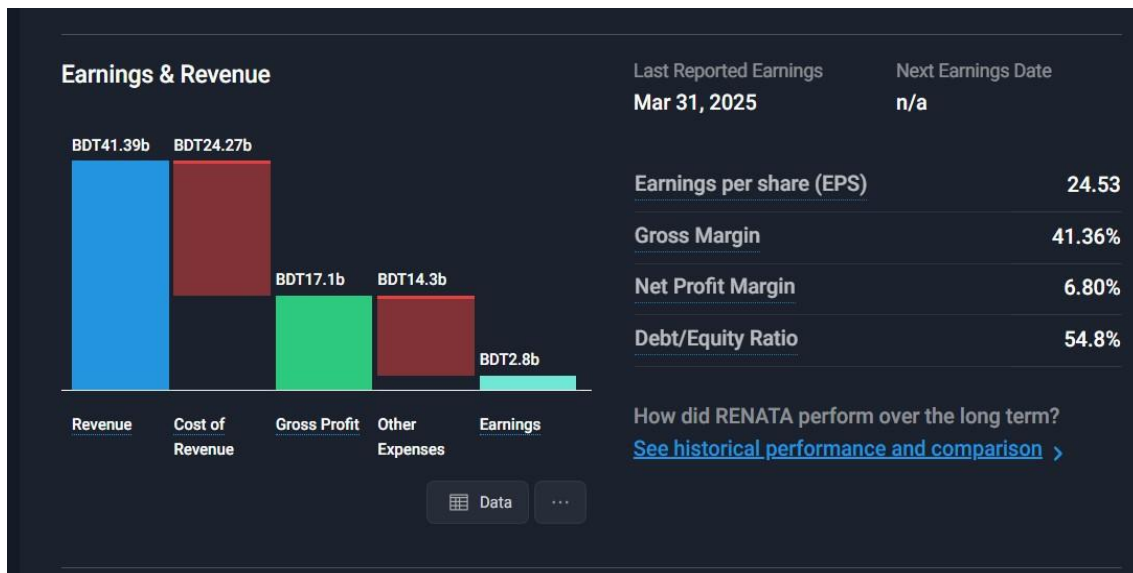 Earnings & Revenue
BDT41.39b BDT24.27b
BDT17.1b BDT14.3b
BDT2.8b
Revenue Cost of Revenue Gross Profit Other Expenses Earnings
Data ...
Last Reported Earnings Next Earnings Date
Mar 31, 2025 n/a
Earnings per share (EPS) 24.53
Gross Margin 41.36%
Net Profit Margin 6.80%
Debt/Equity Ratio 54.8%
How did RENATA perform over the long term?
See historical performance and comparison >